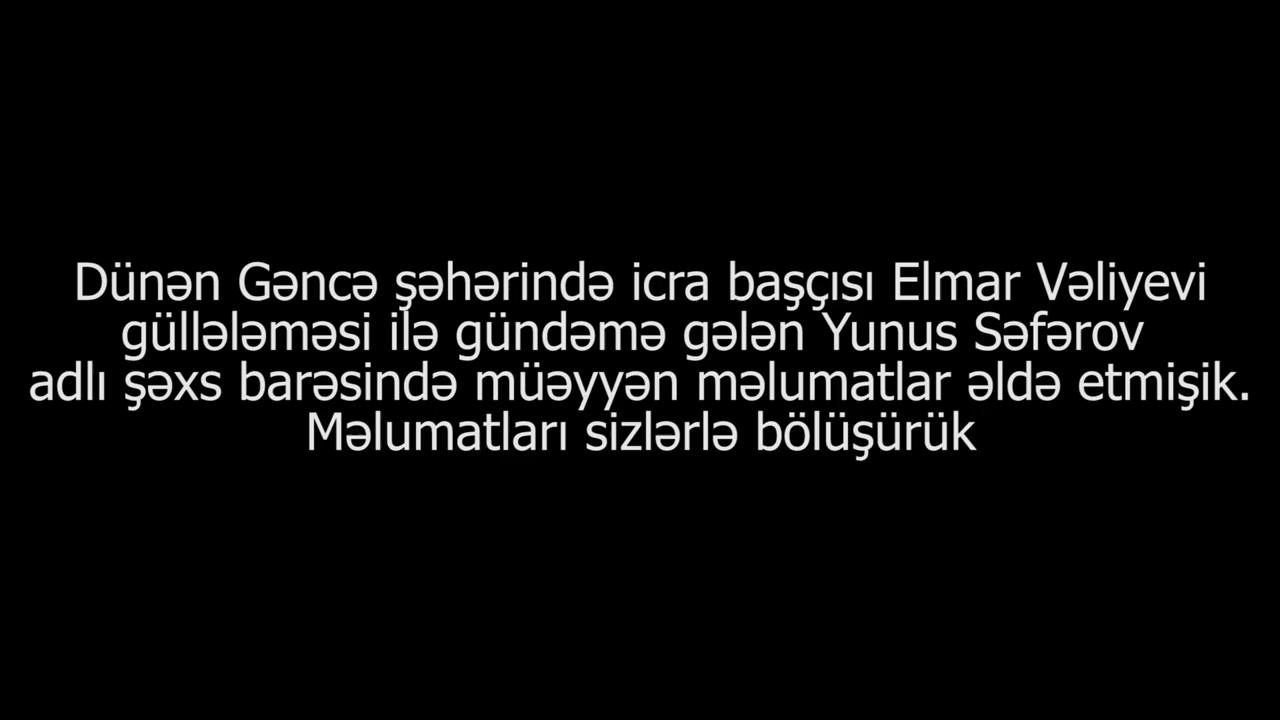 Dünən Gəncə şəhərində icra başçısı Elmar Vəliyevi
güllələməsi ilə gündəmə gələn Yunus Səfərov
adlı şəxs barəsində müəyyən məlumatlar əldə etmişik.
Məlumatları sizlərlə bölüşürük